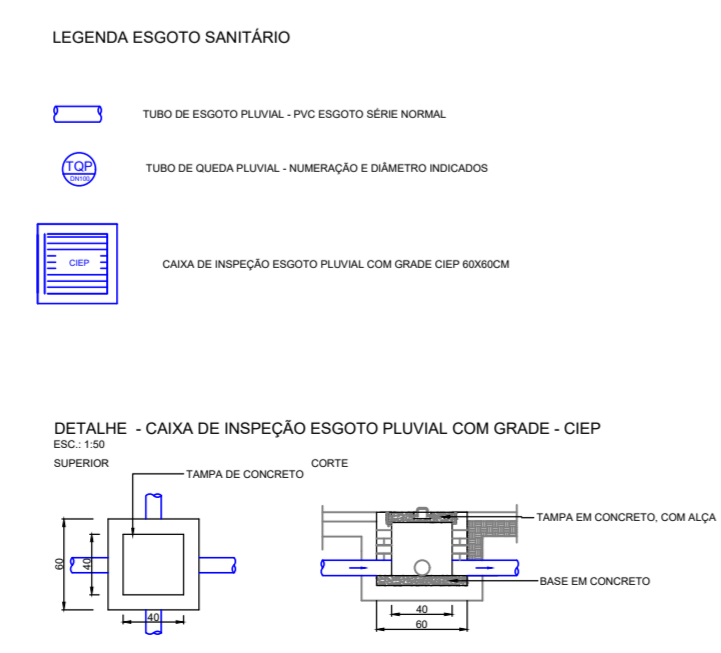 LEGENDA ESGOTO SANITÁRIO
TUBO DE ESGOTO PLUVIAL - PVC ESGOTO SÉRIE NORMAL
TQP
DN100
TUBO DE QUEDA PLUVIAL - NUMERAÇÃO E DIÂMETRO INDICADOS
CIEP
CAIXA DE INSPEÇÃO ESGOTO PLUVIAL COM GRADE CIEP 60X60CM
DETALHE - CAIXA DE INSPEÇÃO ESGOTO PLUVIAL COM GRADE - CIEP
ESC.: 1:50
SUPERIOR
TAMPA DE CONCRETO
60
40
40
CORTE
TAMPA EM CONCRETO, COM ALÇA
BASE EM CONCRETO
40
60